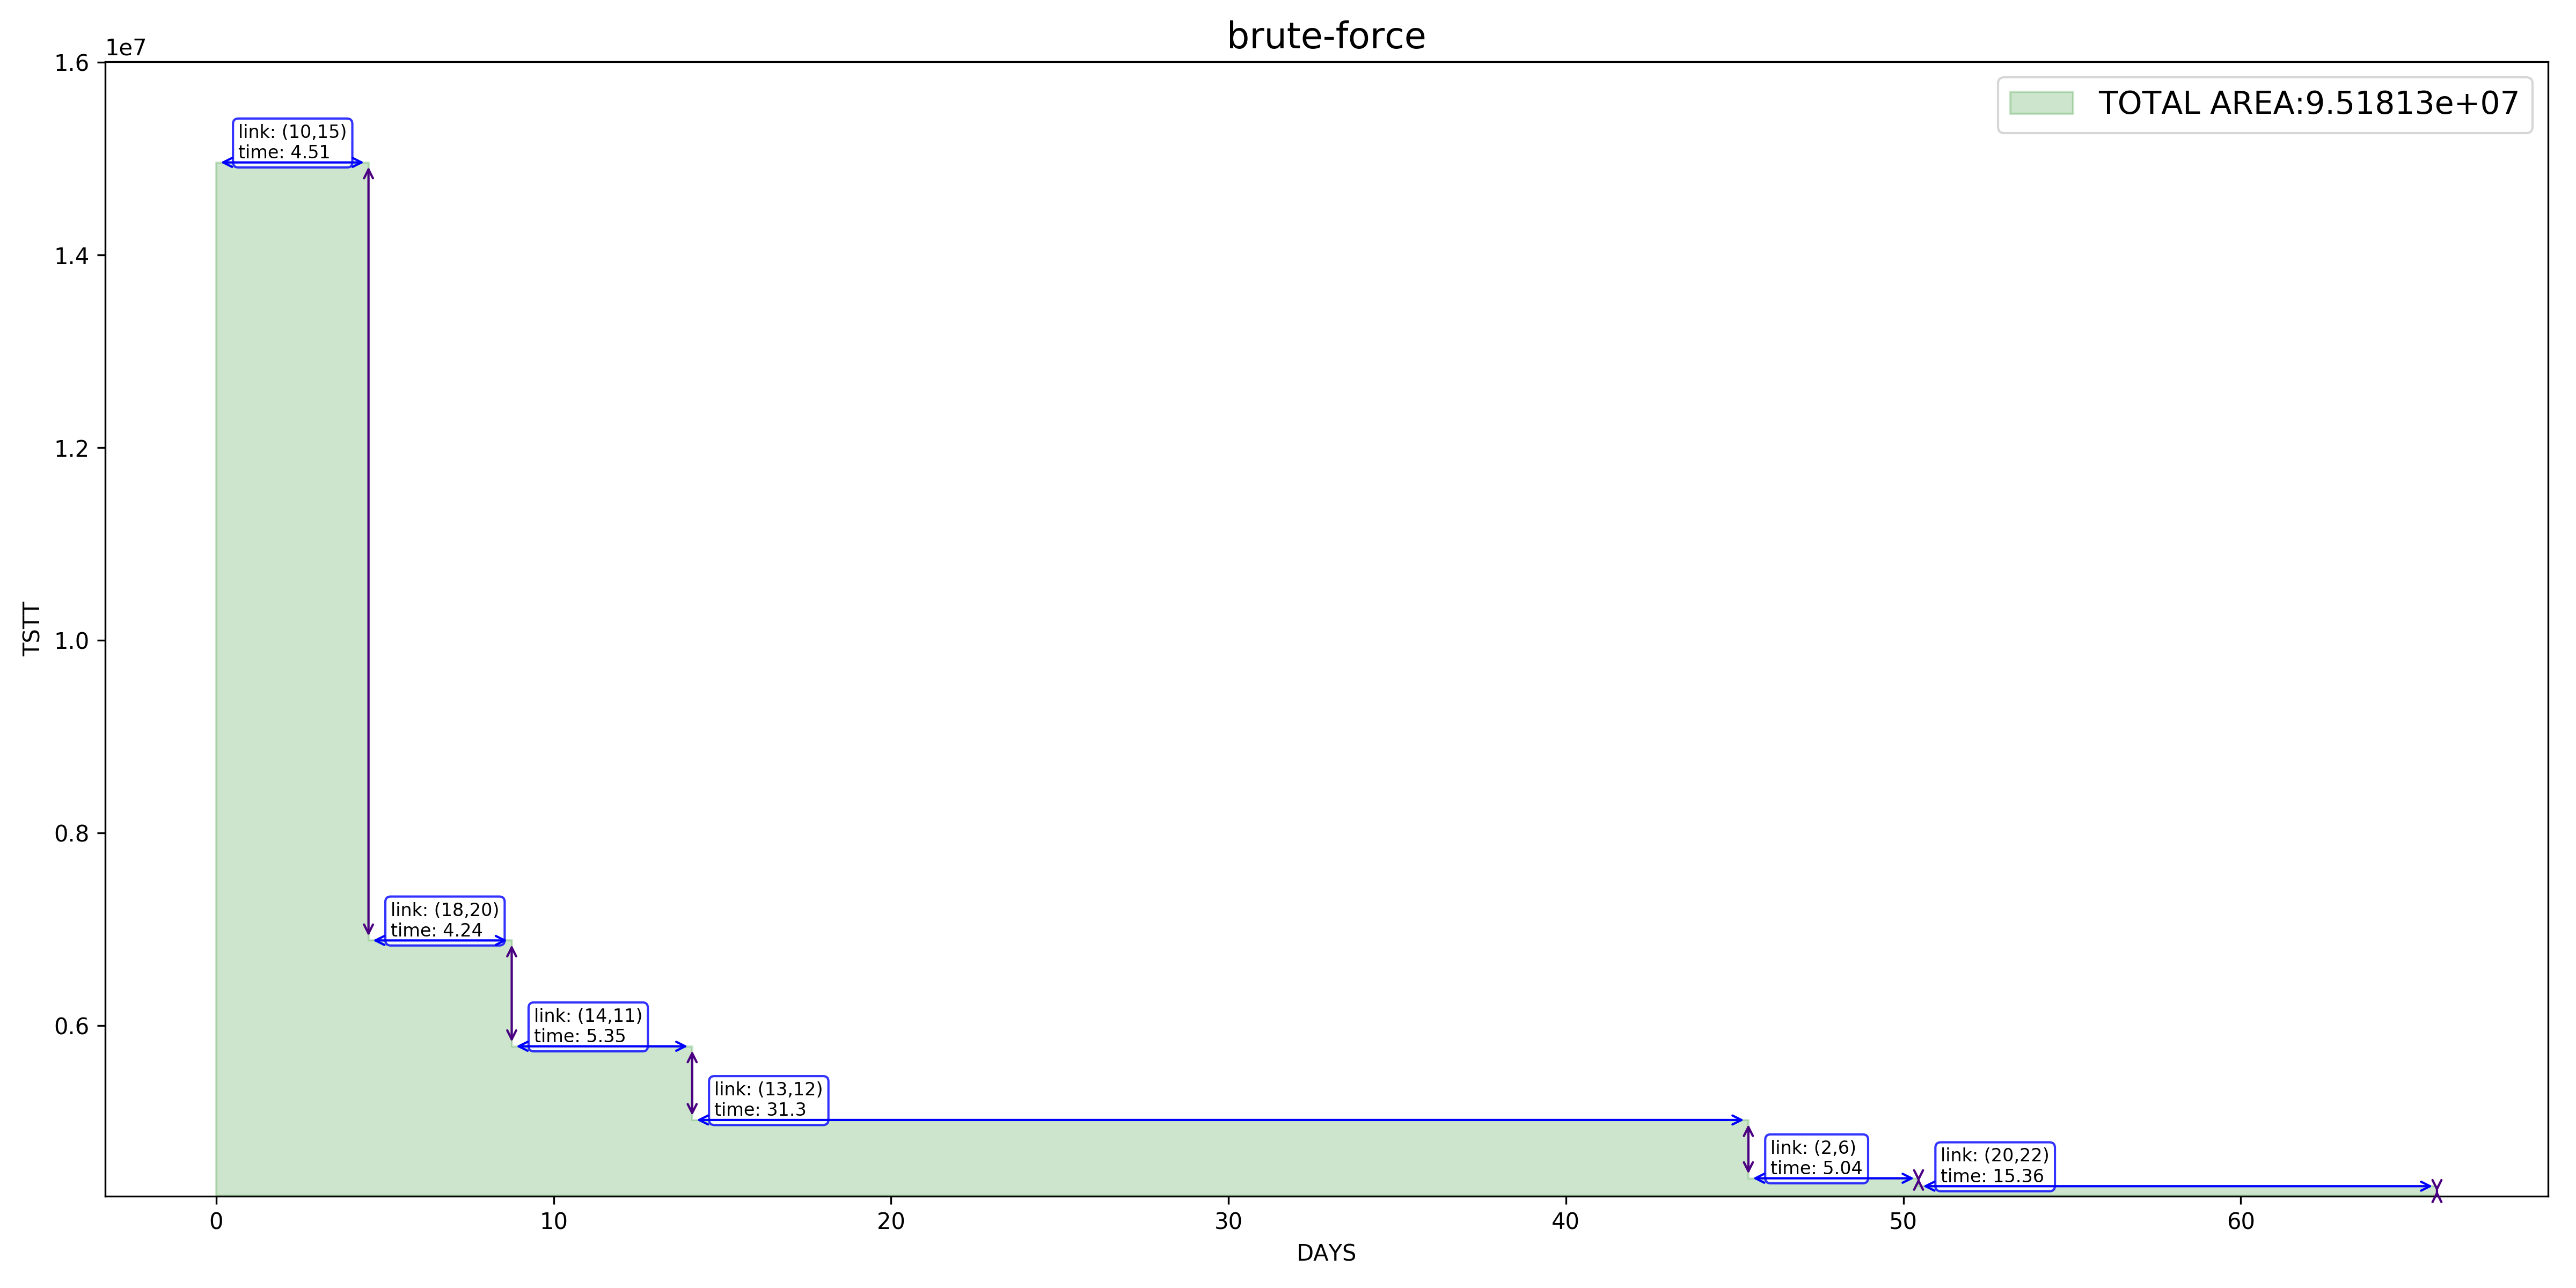 brute-force
1e7
1.6
1.4
1.2
1.0
0.8
0.6
TSTT
TOTAL AREA:9.51813e+07
link: (10,15)
time: 4.51
link: (18,20)
time: 4.24
link: (14,11)
time: 5.35
link: (13,12)
time: 31.3
link: (2,6)
time: 5.04
link: (20,22)
time: 15.36
0 10 20 30 40 50 60
DAYS